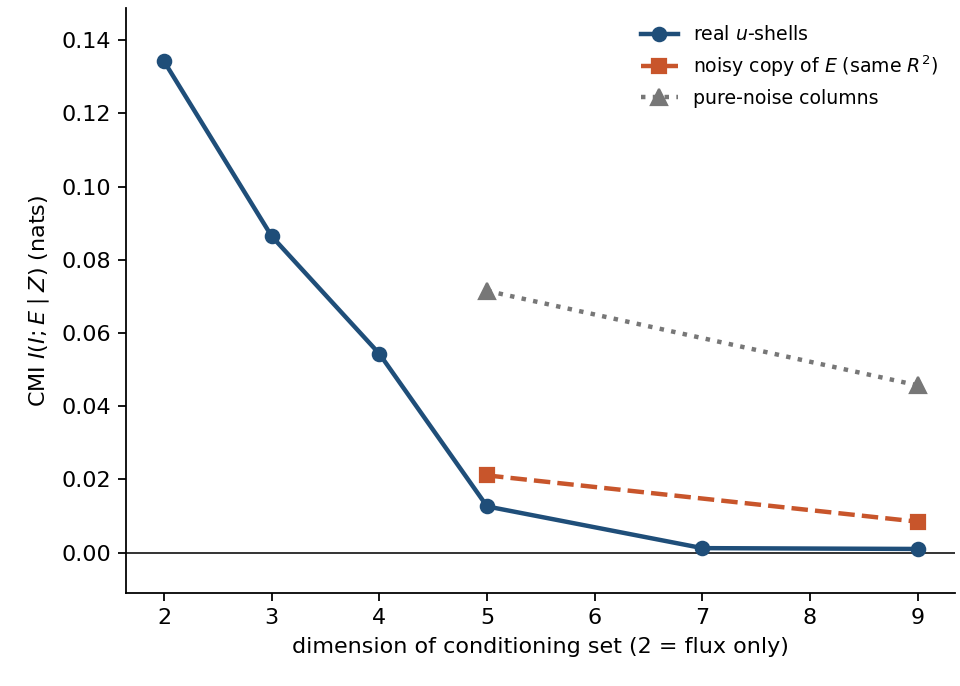 real u-shells
noisy copy of E (same R²)
pure-noise columns
CMI I(I; E | Z) (nats)
0.14
0.12
0.10
0.08
0.06
0.04
0.02
0.00
2 3 4 5 6 7 8 9
dimension of conditioning set (2 = flux only)